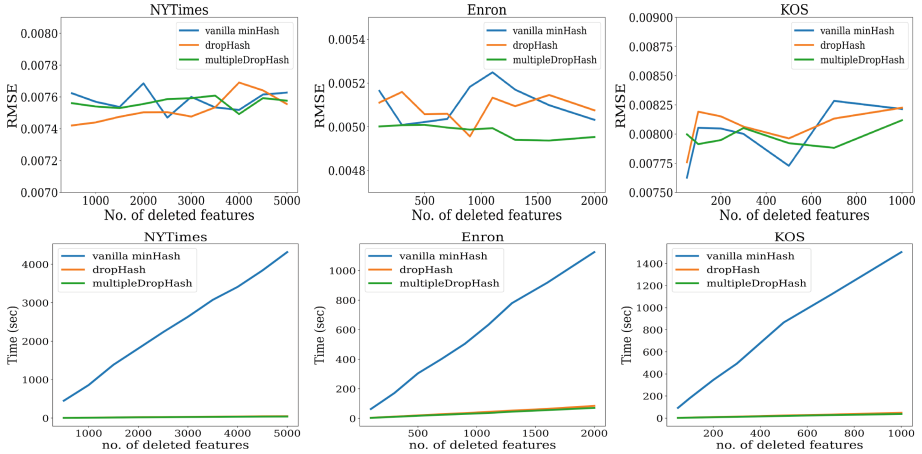 NYTimes
RMSE
0.0080
0.0078
0.0076
0.0074
0.0072
0.0070
vanilla minHash
dropHash
multipleDropHash
1000 2000 3000 4000 5000
No. of deleted features
Enron
RMSE
0.0054
0.0052
0.0050
0.0048
vanilla minHash
dropHash
multipleDropHash
500 1000 1500 2000
No. of deleted features
KOS
RMSE
0.00900
0.00875
0.00850
0.00825
0.00800
0.00775
0.00750
vanilla minHash
dropHash
multipleDropHash
200 400 600 800 1000
No. of deleted features
NYTimes
Time (sec)
4000
3000
2000
1000
0
vanilla minHash
dropHash
multipleDropHash
1000 2000 3000 4000 5000
no. of deleted features
Enron
Time (sec)
1000
800
600
400
200
0
vanilla minHash
dropHash
multipleDropHash
500 1000 1500 2000
no. of deleted features
KOS
Time (sec)
1400
1200
1000
800
600
400
200
0
vanilla minHash
dropHash
multipleDropHash
200 400 600 800 1000
no. of deleted features